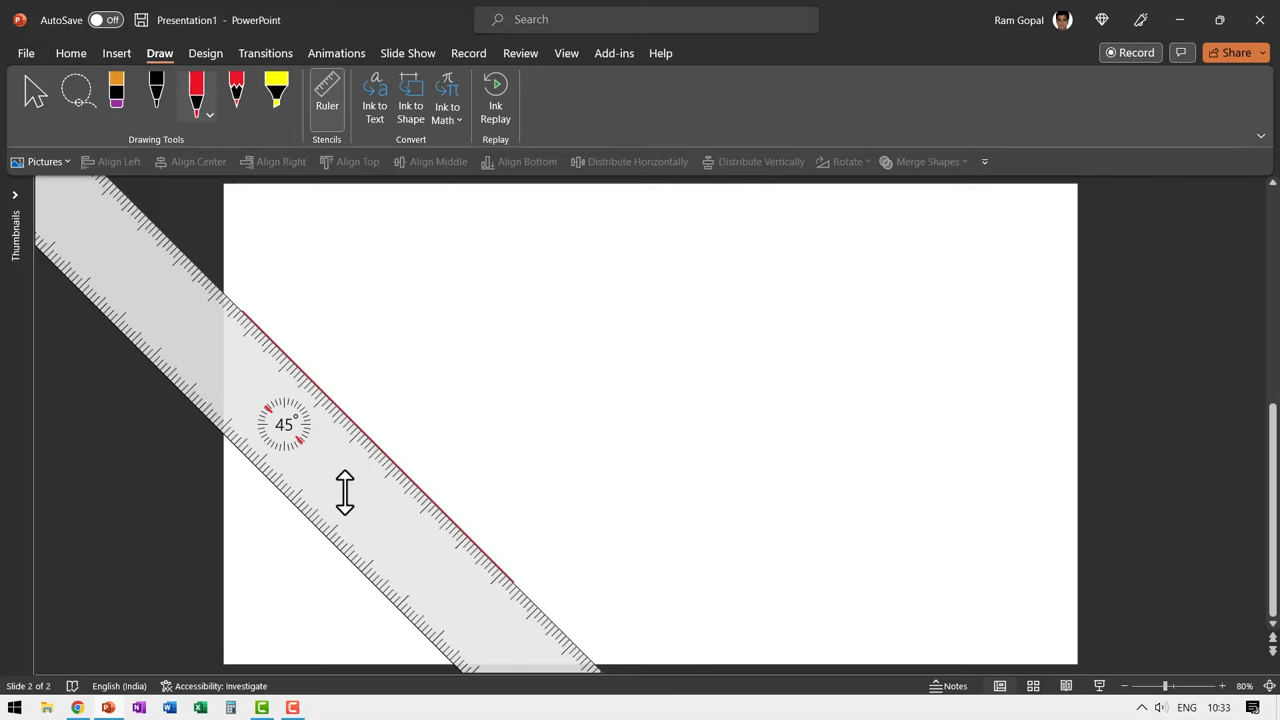 AutoSave Off Presentation1 - PowerPoint Search Ram Gopal
File Home Insert Draw Design Transitions Animations Slide Show Record Review View Add-ins Help Record Share
Ruler
Ink to Text
Ink to Shape
Ink to Math
Ink Replay
Drawing Tools Stencils Convert Replay
Pictures Align Left Align Center Align Right Align Top Align Middle Align Bottom Distribute Horizontally Distribute Vertically Rotate Merge Shapes
Thumbnails
45°
Slide 2 of 2 English (India) Accessibility: Investigate Notes 80%
ENG 10:33